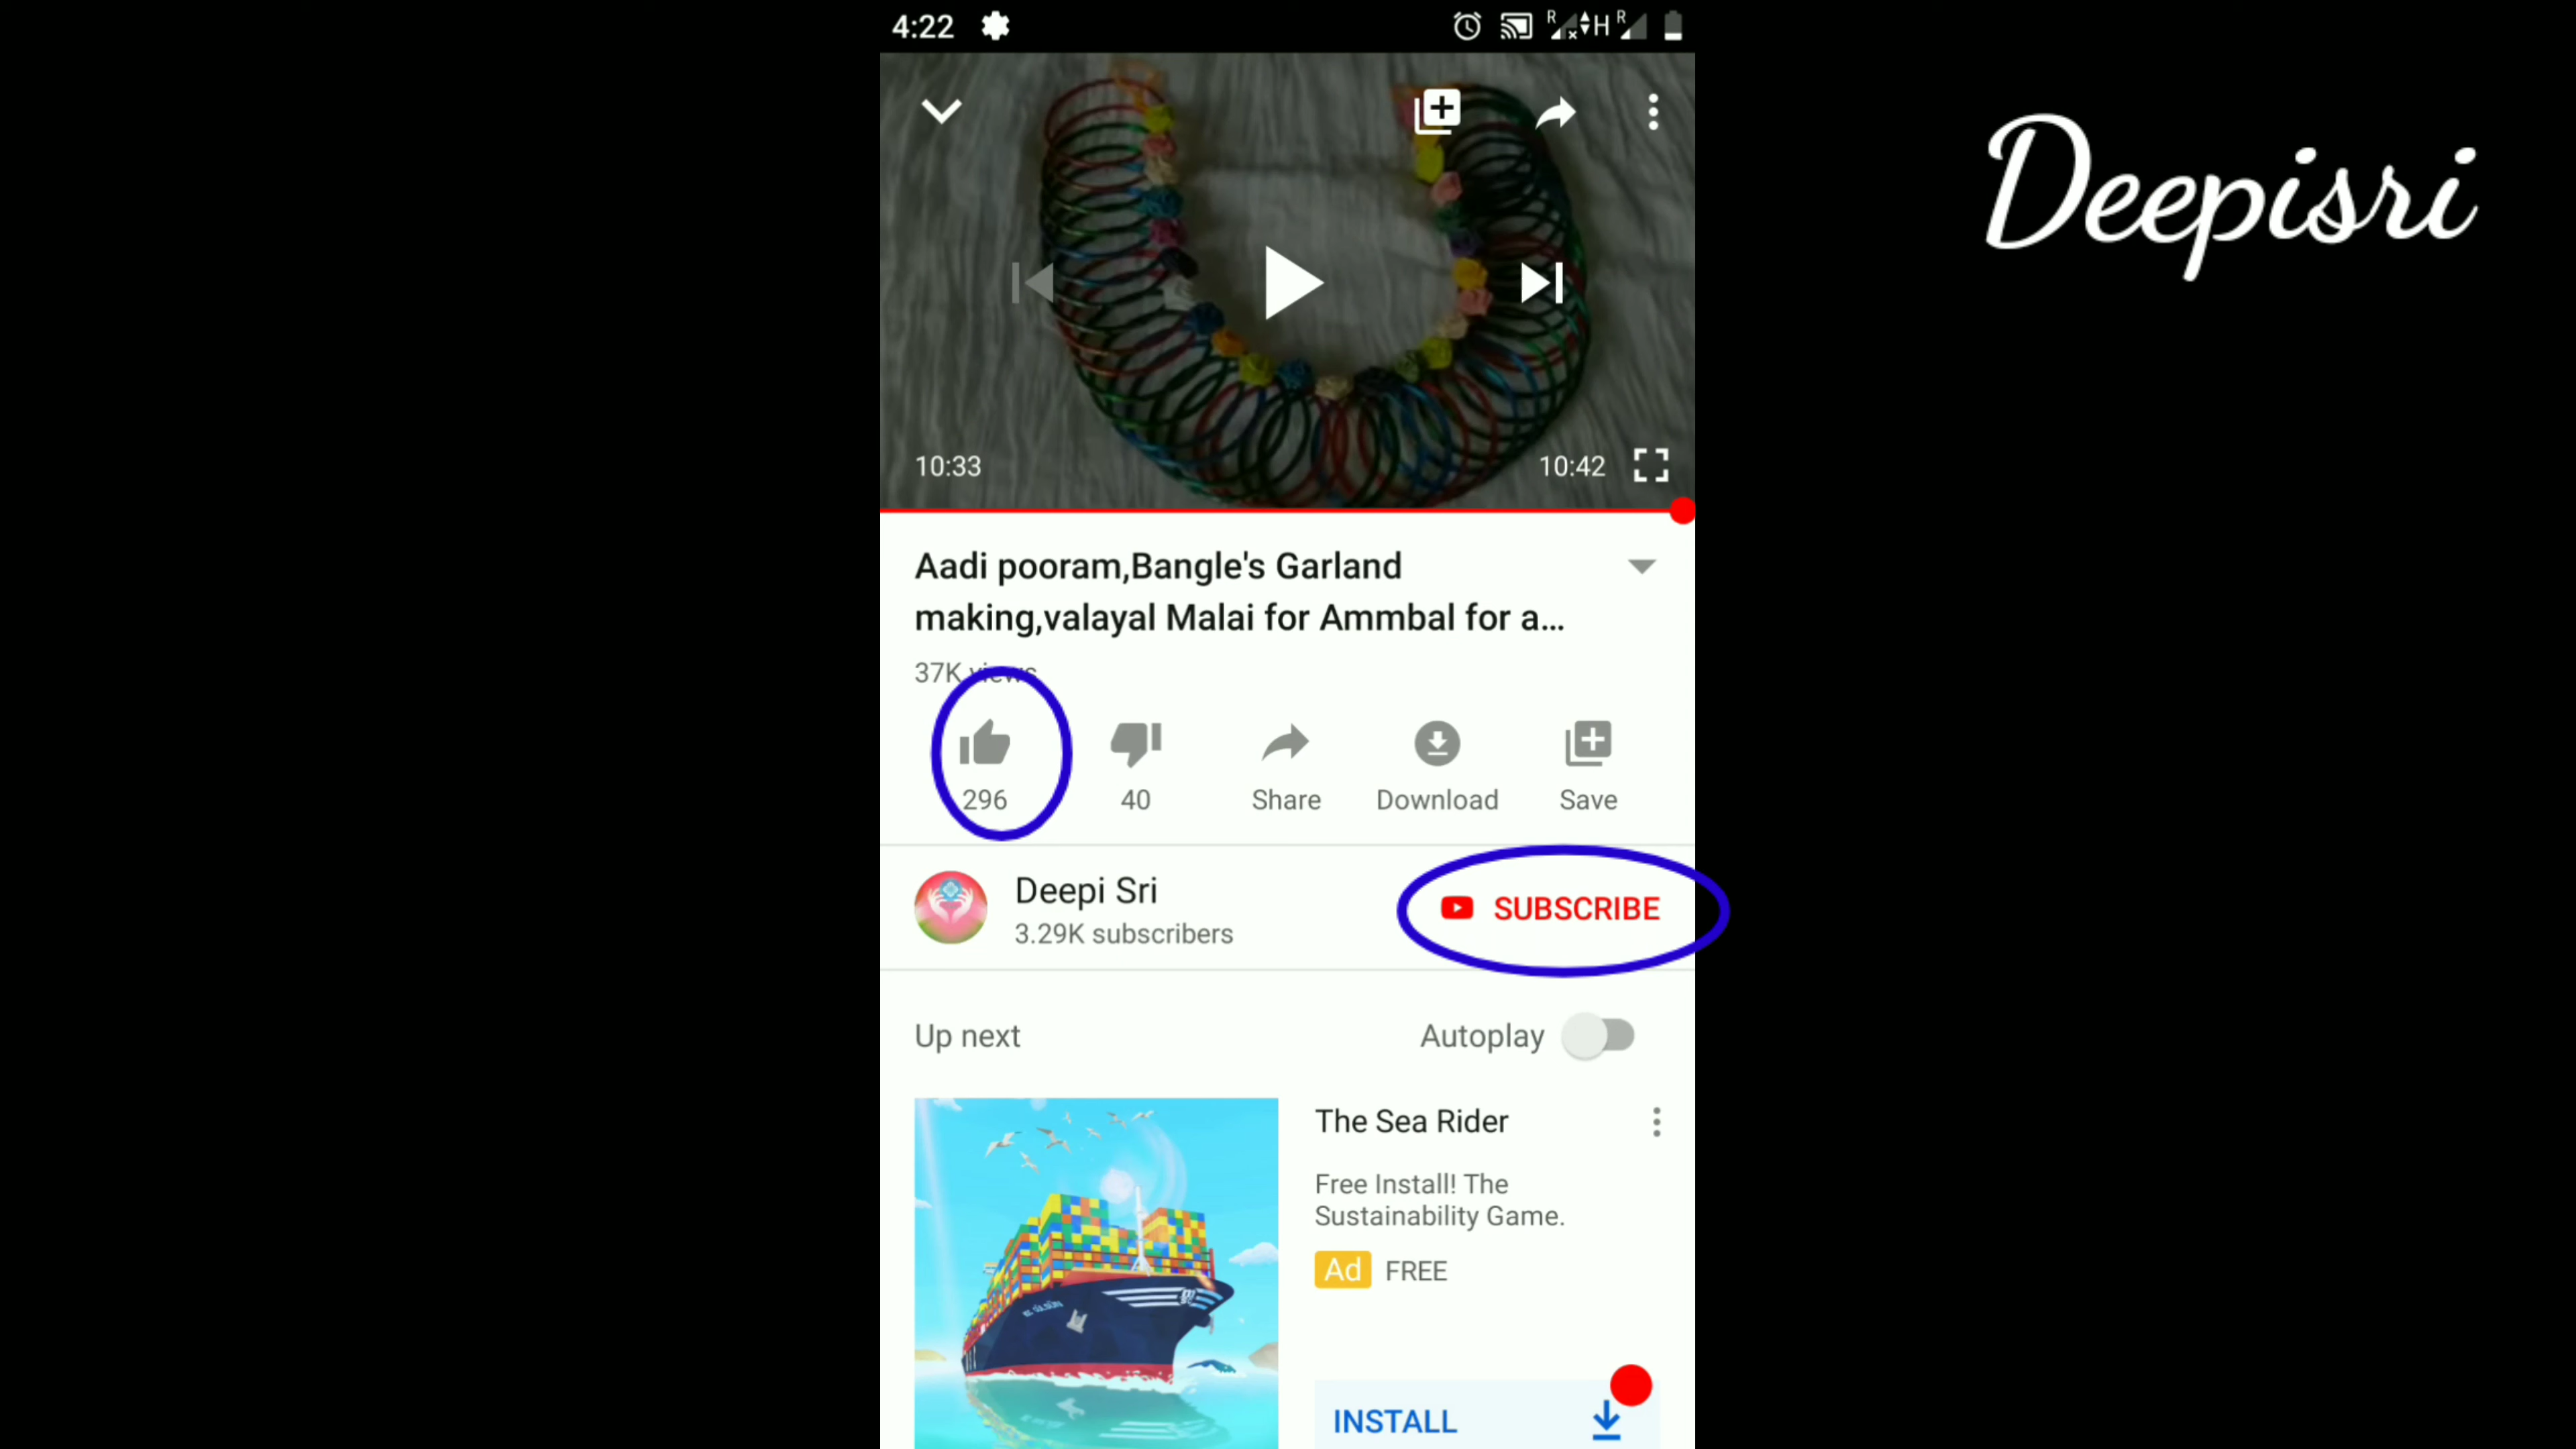 4:22
R H R
Deepisri
10:33
10:42
Aadi pooram,Bangle's Garland
making,valayal Malai for Ammbal for a...
37K views
296
40
Share
Download
Save
Deepi Sri
3.29K subscribers
SUBSCRIBE
Up next
Autoplay
The Sea Rider
Free Install! The
Sustainability Game.
Ad FREE
INSTALL